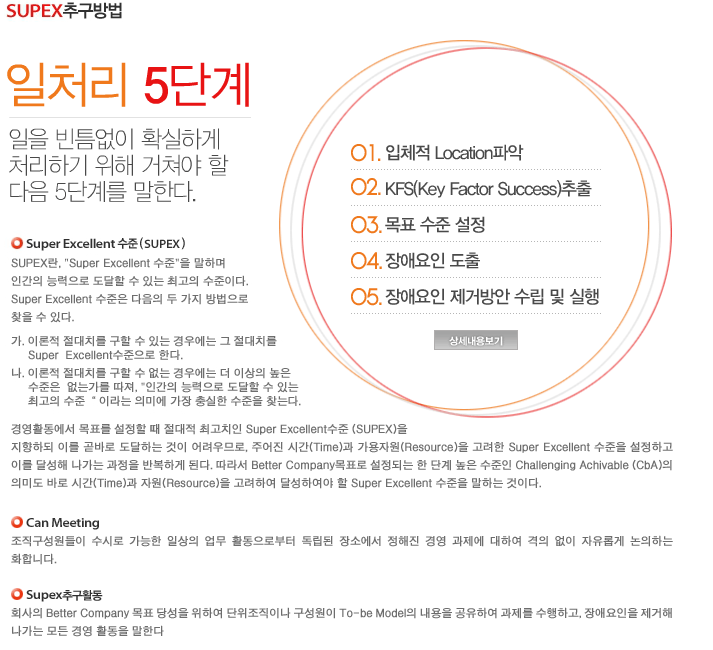 SUPEX추구방법
일처리 5단계
일을 빈틈없이 확실하게
처리하기 위해 거쳐야 할
다음 5단계를 말한다.
01. 입체적 Location파악
02. KFS(Key Factor Success)추출
03. 목표 수준 설정
04. 장애요인 도출
05. 장애요인 제거방안 수립 및 실행
상세내용보기
Super Excellent 수준 ( SUPEX )
SUPEX란, "Super Excellent 수준"을 말하며
인간의 능력으로 도달할 수 있는 최고의 수준이다.
Super Excellent 수준은 다음의 두 가지 방법으로
찾을 수 있다.
가. 이론적 절대치를 구할 수 있는 경우에는 그 절대치를
Super Excellent수준으로 한다.
나. 이론적 절대치를 구할 수 없는 경우에는 더 이상의 높은
수준은 없는가를 따져, "인간의 능력으로 도달할 수 있는
최고의 수준 " 이라는 의미에 가장 충실한 수준을 찾는다.
경영활동에서 목표를 설정할 때 절대적 최고치인 Super Excellent수준 (SUPEX)을
지향하되 이를 곧바로 도달하는 것이 어려우므로, 주어진 시간(Time)과 가용자원(Resource)을 고려한 Super Excellent 수준을 설정하고
이를 달성해 나가는 과정을 반복하게 된다. 따라서 Better Company목표로 설정되는 한 단계 높은 수준인 Challenging Achivable (CbA)의
의미도 바로 시간(Time)과 자원(Resource)을 고려하여 달성하여야 할 Super Excellent 수준을 말하는 것이다.
Can Meeting
조직구성원들이 수시로 가능한 일상의 업무 활동으로부터 독립된 장소에서 정해진 경영 과제에 대하여 격의 없이 자유롭게 논의하는
화합니다.
Supex추구활동
회사의 Better Company 목표 당성을 위하여 단위조직이나 구성원이 To-be Model의 내용을 공유하여 과제를 수행하고, 장애요인을 제거해
나가는 모든 경영 활동을 말한다